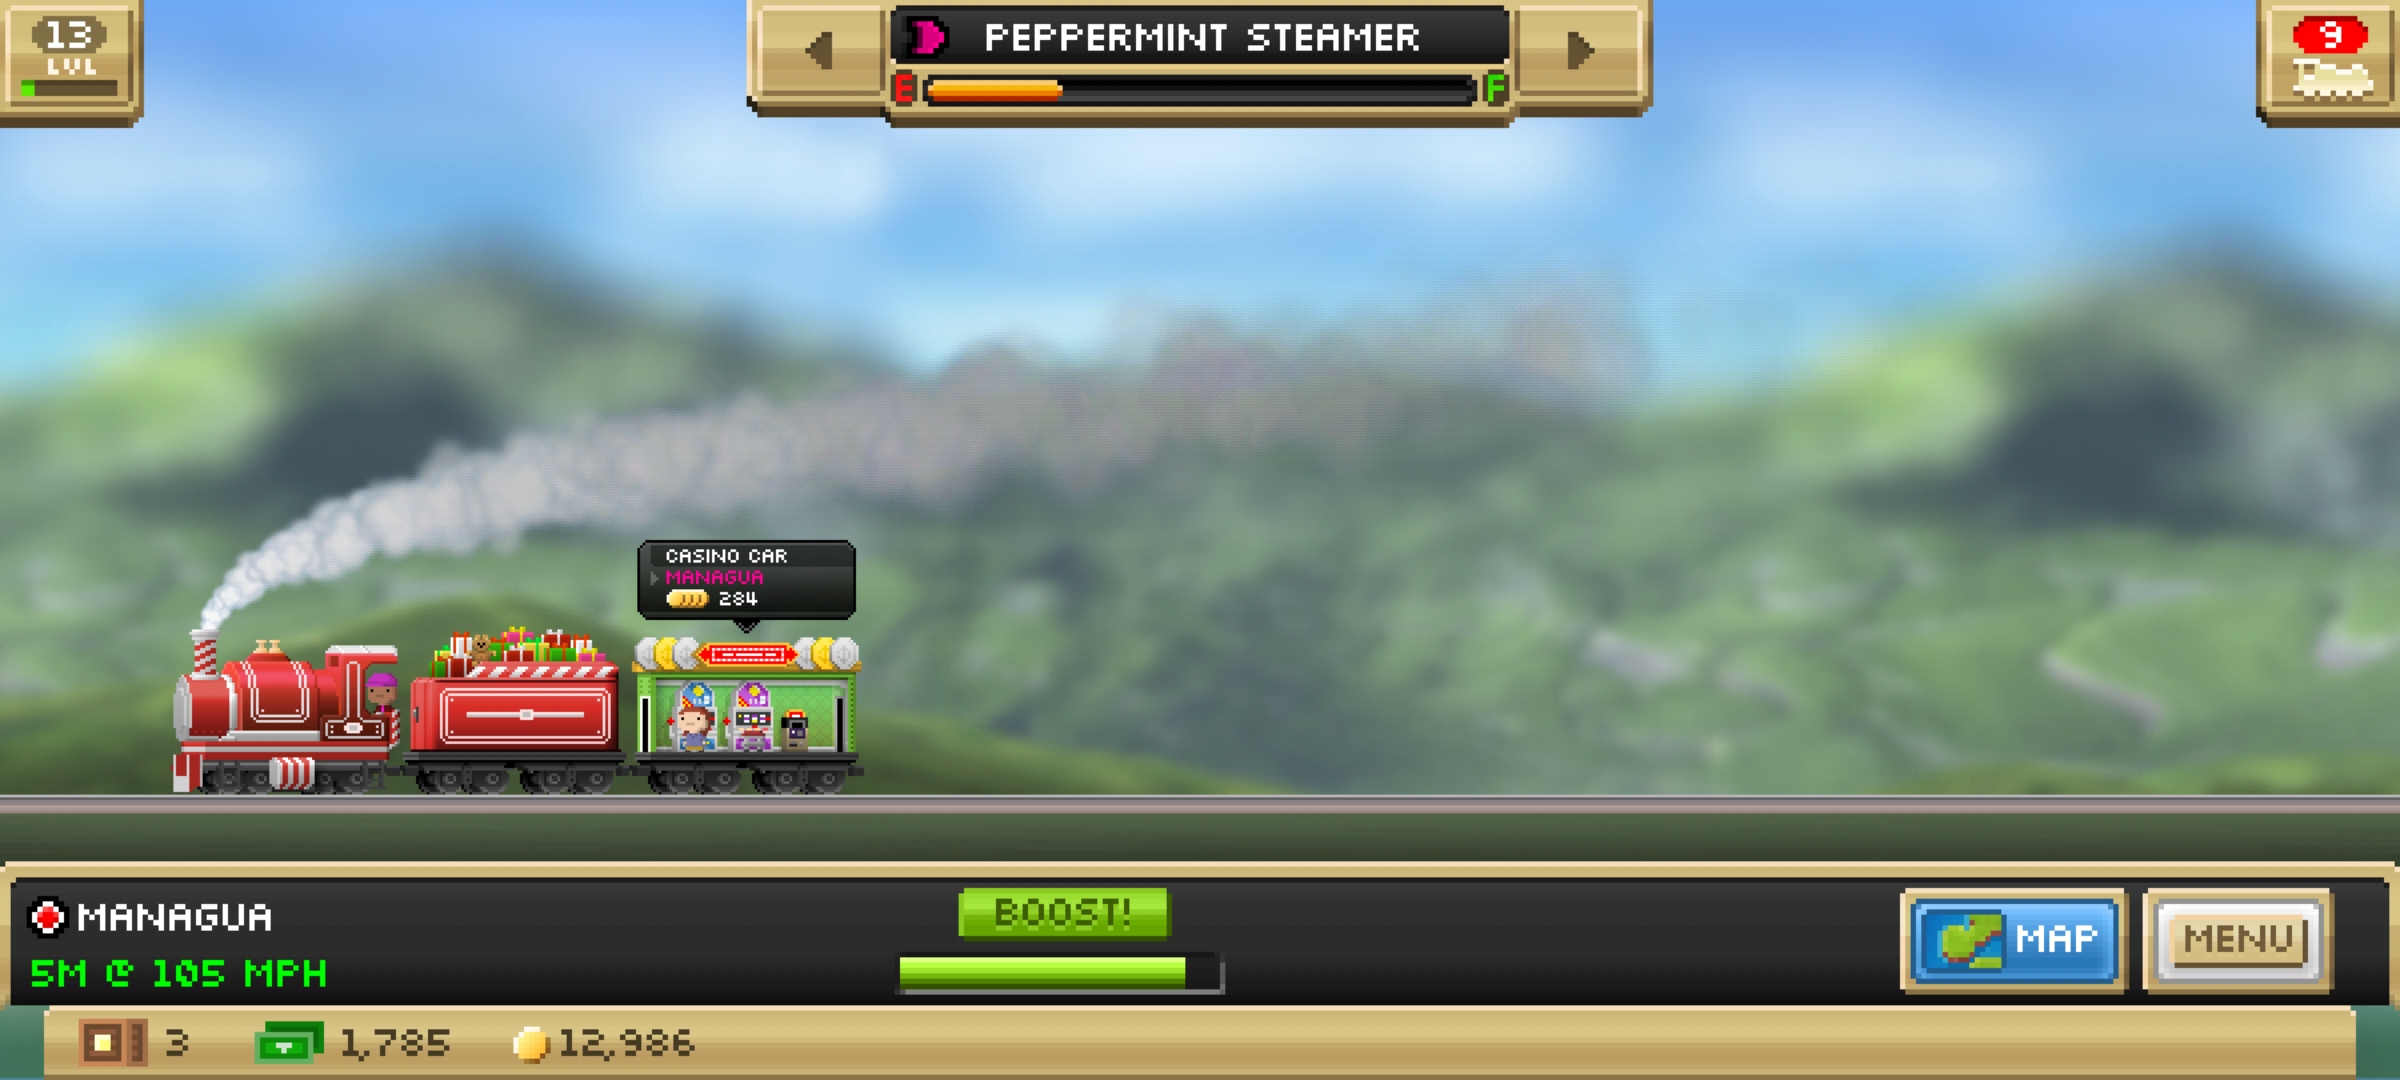 13
LVL
PEPPERMINT STEAMER
E F
9
CASINO CAR
MANAGUA
284
MANAGUA
5M @ 105 MPH
BOOST!
MAP
MENU
3
1,785
12,986